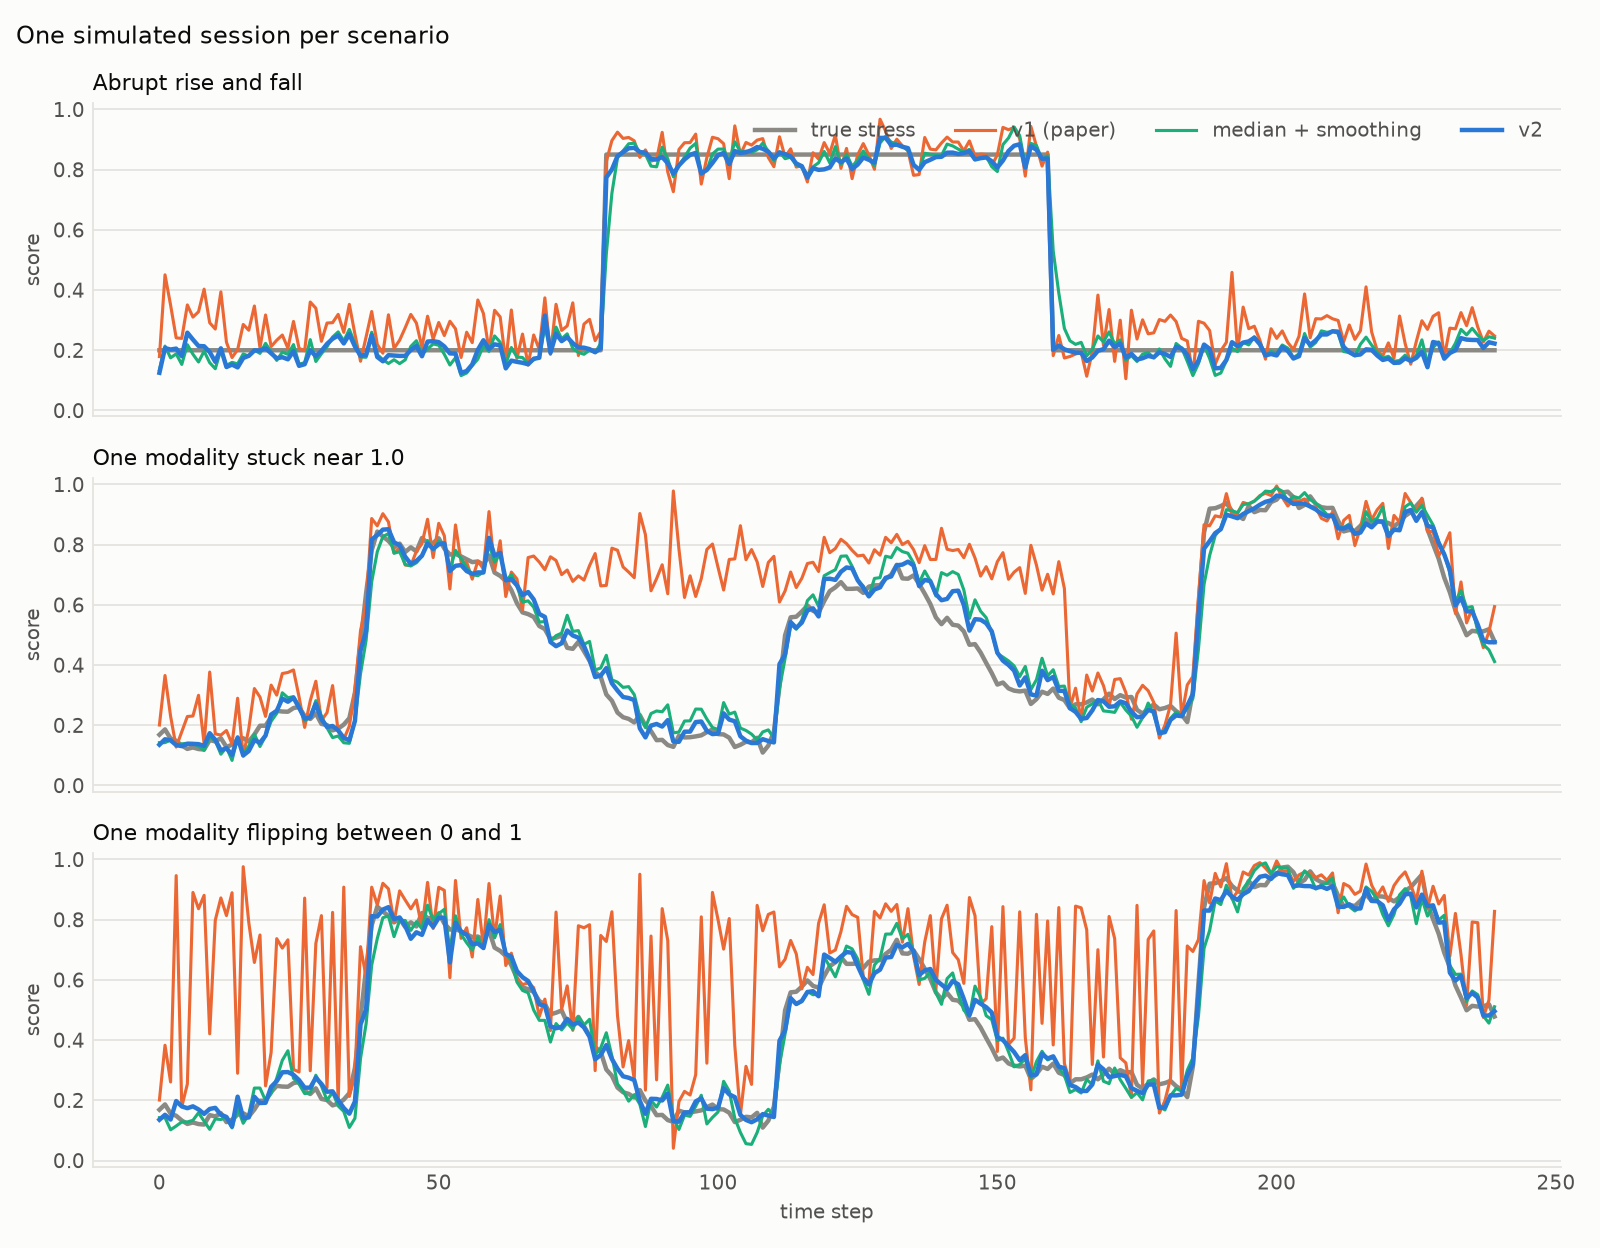 One simulated session per scenario
Abrupt rise and fall
1.0
0.8
0.6
0.4
0.2
0.0
score
true stress
v1 (paper)
median + smoothing
v2
One modality stuck near 1.0
1.0
0.8
0.6
0.4
0.2
0.0
score
One modality flipping between 0 and 1
1.0
0.8
0.6
0.4
0.2
0.0
score
0 50 100 150 200 250
time step